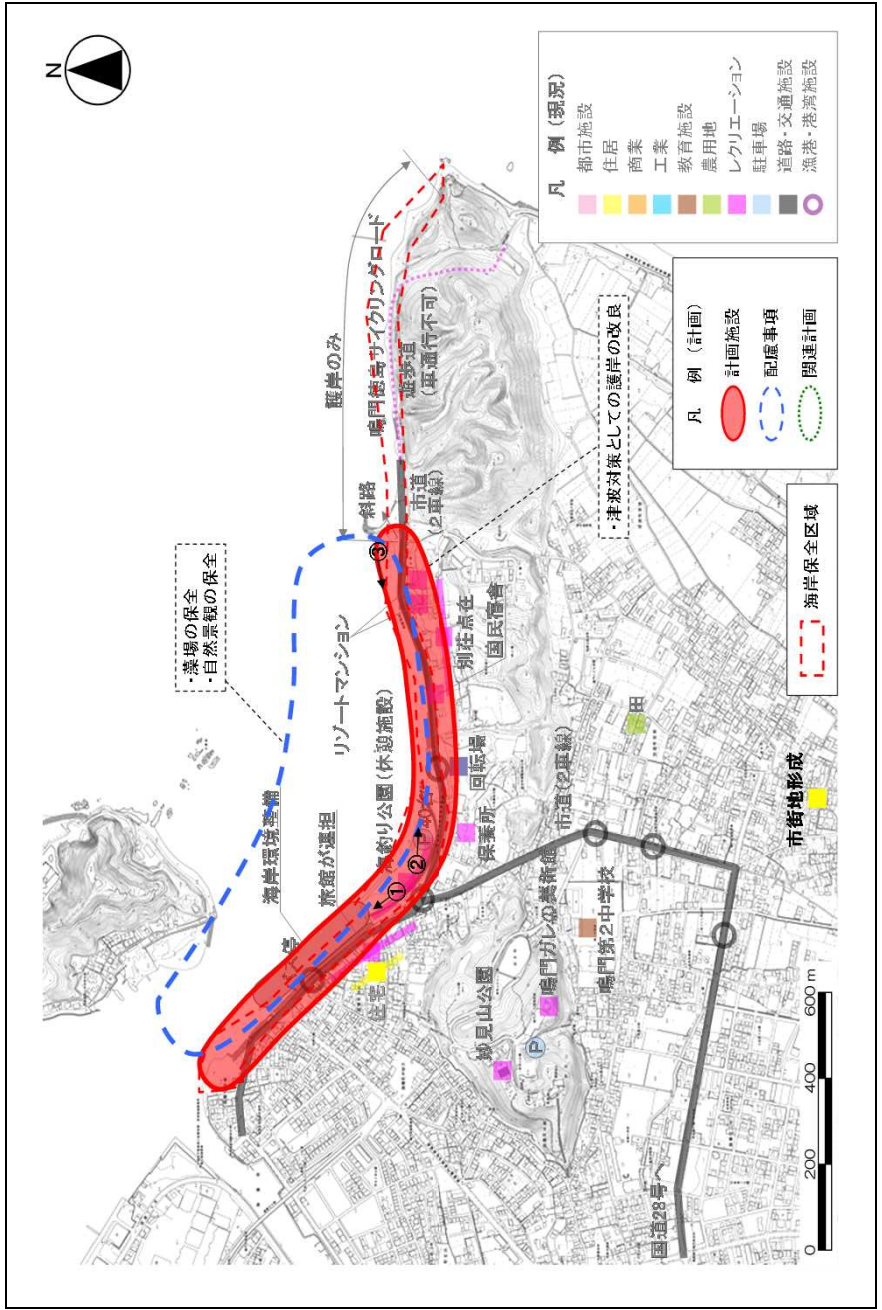 N
・藻場の保全
・自然景観の保全
護岸のみ
鳴門徳島サイクリングロード
遊歩道
(車通行不可)
斜路
市道
(2車線)
③
リゾートマンション
海岸環境整備
旅館が連担
海釣り公園(休憩施設)
停
①
②
P/40
別荘点在
国民宿舎
回転場
保養所
住宅
・津波対策としての護岸の改良
市道(2車線)
妙見山公園
P
鳴門ガレの美術館
鳴門第2中学校
田
市街地形成
国道28号へ
0 200 400 600m
凡 例 (現況)
都市施設
住居
商業
工業
教育施設
農用地
レクリエーション
駐車場
道路・交通施設
漁港・港湾施設
凡 例 (計画)
計画施設
配慮事項
関連計画
海岸保全区域